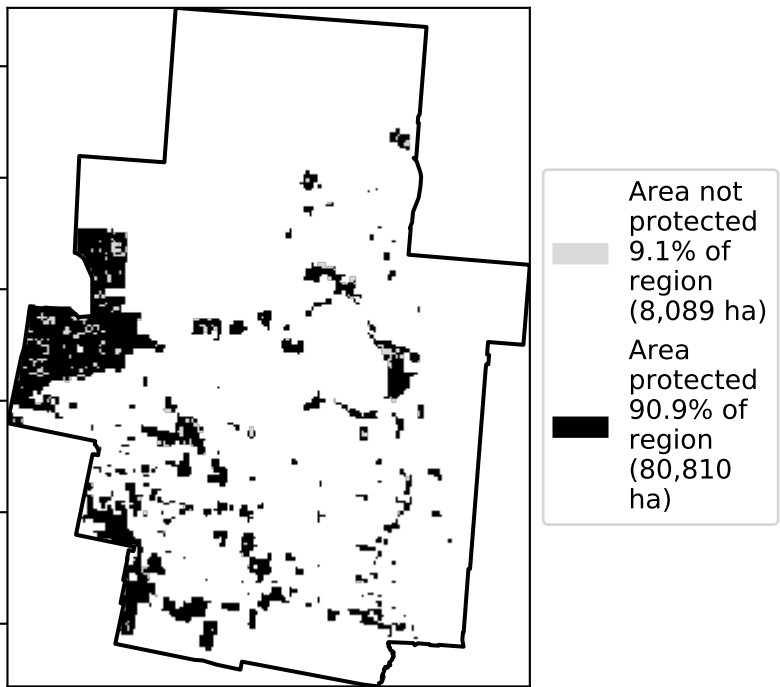 Area not
protected
9.1% of
region
(8,089 ha)
Area
protected
90.9% of
region
(80,810
ha)